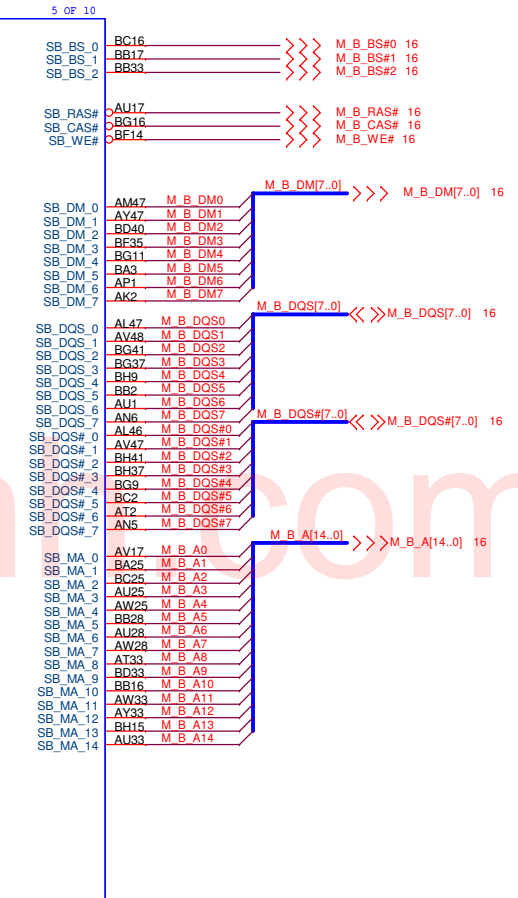 5 OF 10
SB_BS_0 BC16 M_B_BS#0 16
SB_BS_1 BB17 M_B_BS#1 16
SB_BS_2 BB33 M_B_BS#2 16
SB_RAS# AU17 M_B_RAS# 16
SB_CAS# BG16 M_B_CAS# 16
SB_WE# BF14 M_B_WE# 16
M_B_DM[7..0] M_B_DM[7..0] 16
SB_DM_0 AM47 M_B_DM0
SB_DM_1 AY47 M_B_DM1
SB_DM_2 BD40 M_B_DM2
SB_DM_3 BF35 M_B_DM3
SB_DM_4 BG11 M_B_DM4
SB_DM_5 BA3 M_B_DM5
SB_DM_6 AP1 M_B_DM6
SB_DM_7 AK2 M_B_DM7
M_B_DQS[7..0] M_B_DQS[7..0] 16
SB_DQS_0 AL47 M_B_DQS0
SB_DQS_1 AV48 M_B_DQS1
SB_DQS_2 BG41 M_B_DQS2
SB_DQS_3 BG37 M_B_DQS3
SB_DQS_4 BH9 M_B_DQS4
SB_DQS_5 BB2 M_B_DQS5
SB_DQS_6 AU1 M_B_DQS6
SB_DQS_7 AN6 M_B_DQS7
M_B_DQS#[7..0] M_B_DQS#[7..0] 16
SB_DQS#_0 AL46 M_B_DQS#0
SB_DQS#_1 AV47 M_B_DQS#1
SB_DQS#_2 BH41 M_B_DQS#2
SB_DQS#_3 BH37 M_B_DQS#3
SB_DQS#_4 BG9 M_B_DQS#4
SB_DQS#_5 BC2 M_B_DQS#5
SB_DQS#_6 AT2 M_B_DQS#6
SB_DQS#_7 AN5 M_B_DQS#7
.com
M_B_A[14..0] M_B_A[14..0] 16
SB_MA_0 AV17 M_B_A0
SB_MA_1 BA25 M_B_A1
SB_MA_2 BC25 M_B_A2
SB_MA_3 AU25 M_B_A3
SB_MA_4 AW25 M_B_A4
SB_MA_5 BB28 M_B_A5
SB_MA_6 AU28 M_B_A6
SB_MA_7 AW28 M_B_A7
SB_MA_8 AT33 M_B_A8
SB_MA_9 BD33 M_B_A9
SB_MA_10 BB16 M_B_A10
SB_MA_11 AW33 M_B_A11
SB_MA_12 AY33 M_B_A12
SB_MA_13 BH15 M_B_A13
SB_MA_14 AU33 M_B_A14